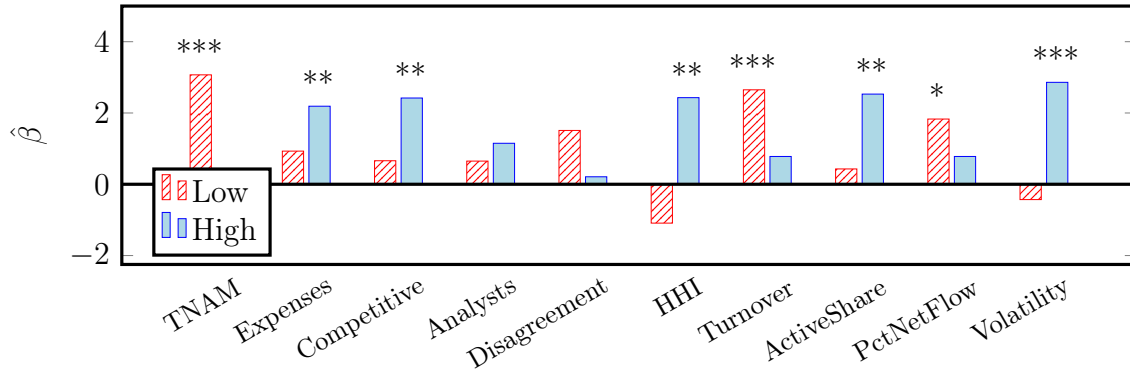 4
***
***
***
**
**
**
**
*
2
β̂
0
Low
High
−2
TNAM
Expenses
Competitive
Analysts
Disagreement
HHI
Turnover
ActiveShare
PctNetFlow
Volatility